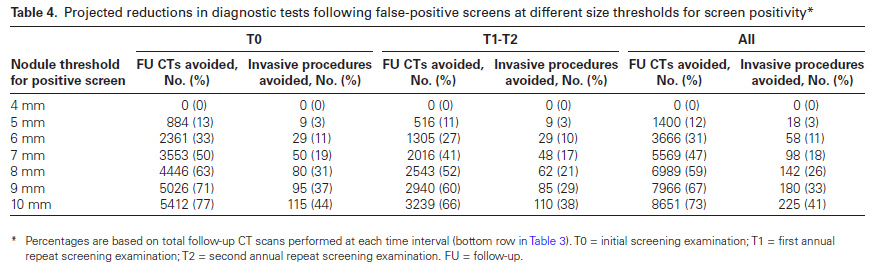 Table 4. Projected reductions in diagnostic tests following false-positive screens at different size thresholds for screen positivity*
T0 T1-T2 All
Nodule threshold FU CTs avoided, Invasive procedures FU CTs avoided, Invasive procedures FU CTs avoided, Invasive procedures
for positive screen No. (%) avoided, No. (%) No. (%) avoided, No. (%) No. (%) avoided, No. (%)
4 mm 0 (0) 0 (0) 0 (0) 0 (0) 0 (0) 0 (0)
5 mm 884 (13) 9 (3) 516 (11) 9 (3) 1400 (12) 18 (3)
6 mm 2361 (33) 29 (11) 1305 (27) 29 (10) 3666 (31) 58 (11)
7 mm 3553 (50) 50 (19) 2016 (41) 48 (17) 5569 (47) 98 (18)
8 mm 4446 (63) 80 (31) 2543 (52) 62 (21) 6989 (59) 142 (26)
9 mm 5026 (71) 95 (37) 2940 (60) 85 (29) 7966 (67) 180 (33)
10 mm 5412 (77) 115 (44) 3239 (66) 110 (38) 8651 (73) 225 (41)
* Percentages are based on total follow-up CT scans performed at each time interval (bottom row in Table 3). T0 = initial screening examination; T1 = first annual
repeat screening examination; T2 = second annual repeat screening examination. FU = follow-up.